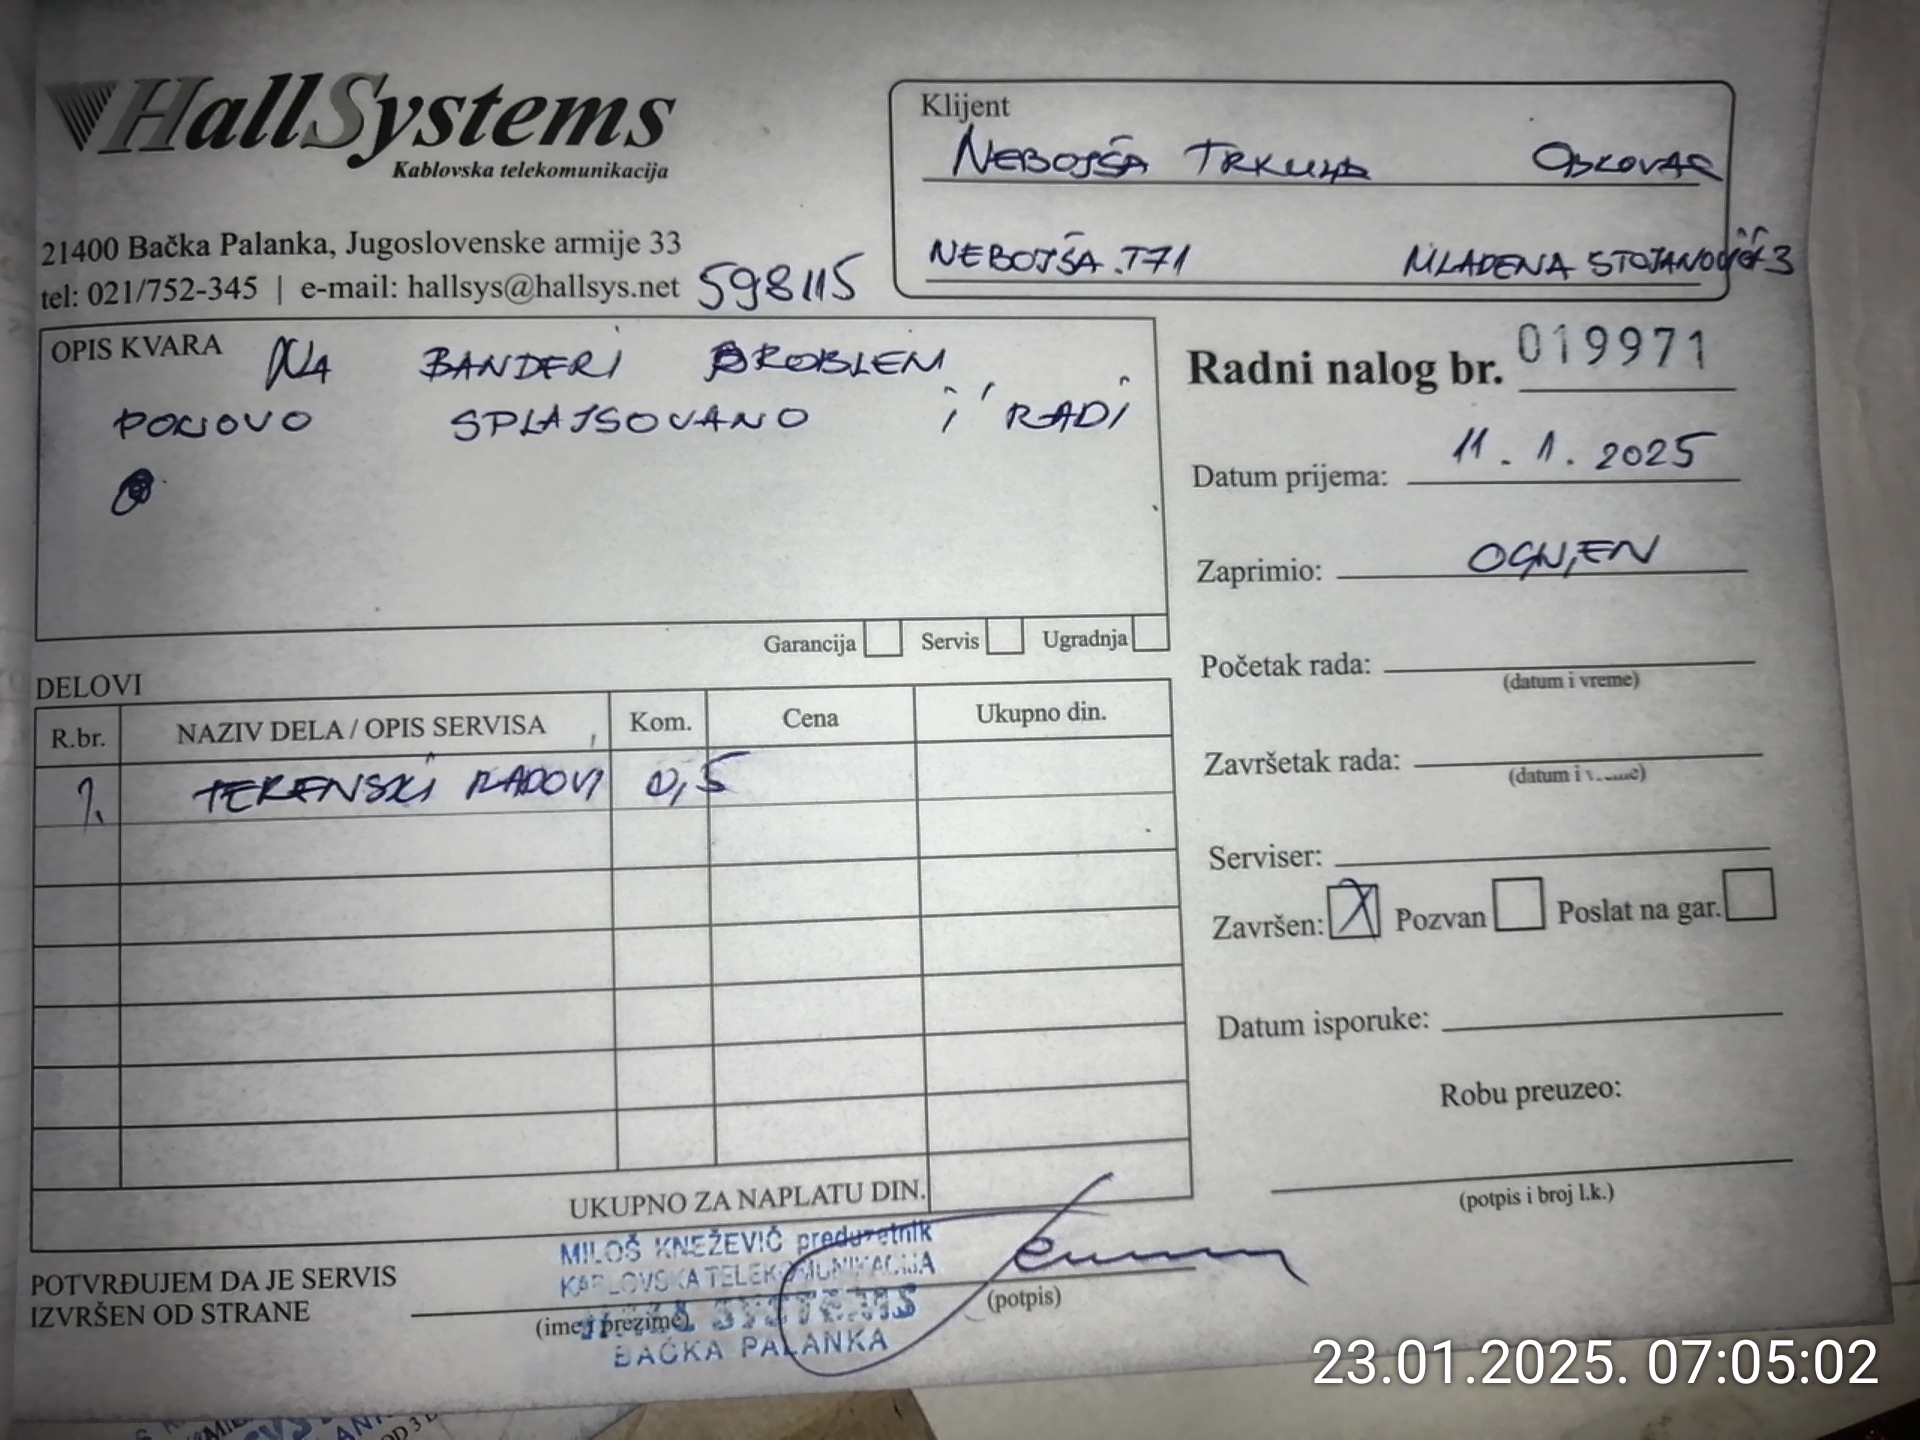 HallSystems
Kablovska telekomunikacija
21400 Bačka Palanka, Jugoslovenske armije 33
tel: 021/752-345 | e-mail: hallsys@hallsys.net
598115
Klijent
NEBOJŠA TRKULJA OBROVAC
NEBOJŠA.T71 MLADENA STOJANOVIĆA 3
OPIS KVARA
NA BANDERI PROBLEM
PONOVO SPLAJSOVANO I RADI
Garancija Servis Ugradnja
Radni nalog br. 019971
Datum prijema: 11.1.2025
Zaprimio: OGNJEN
Početak rada:
(datum i vreme)
Završetak rada:
(datum i
Serviser:
Završen: X Pozvan Poslat na gar.
Datum isporuke:
Robu preuzeo:
(potpis i broj l.k.)
DELOVI
R.br. NAZIV DELA / OPIS SERVISA Kom. Cena Ukupno din.
1. TERENSKI RADOVI 0,5
UKUPNO ZA NAPLATU DIN.
POTVRĐUJEM DA JE SERVIS
IZVRŠEN OD STRANE
(ime i prezime)
(potpis)
MILOŠ KNEŽEVIĆ preduzetnik
KABLOVSKA TELEKOMUNIKACIJA
SYSTEMS
BAČKA PALANKA
23.01.2025. 07:05:02